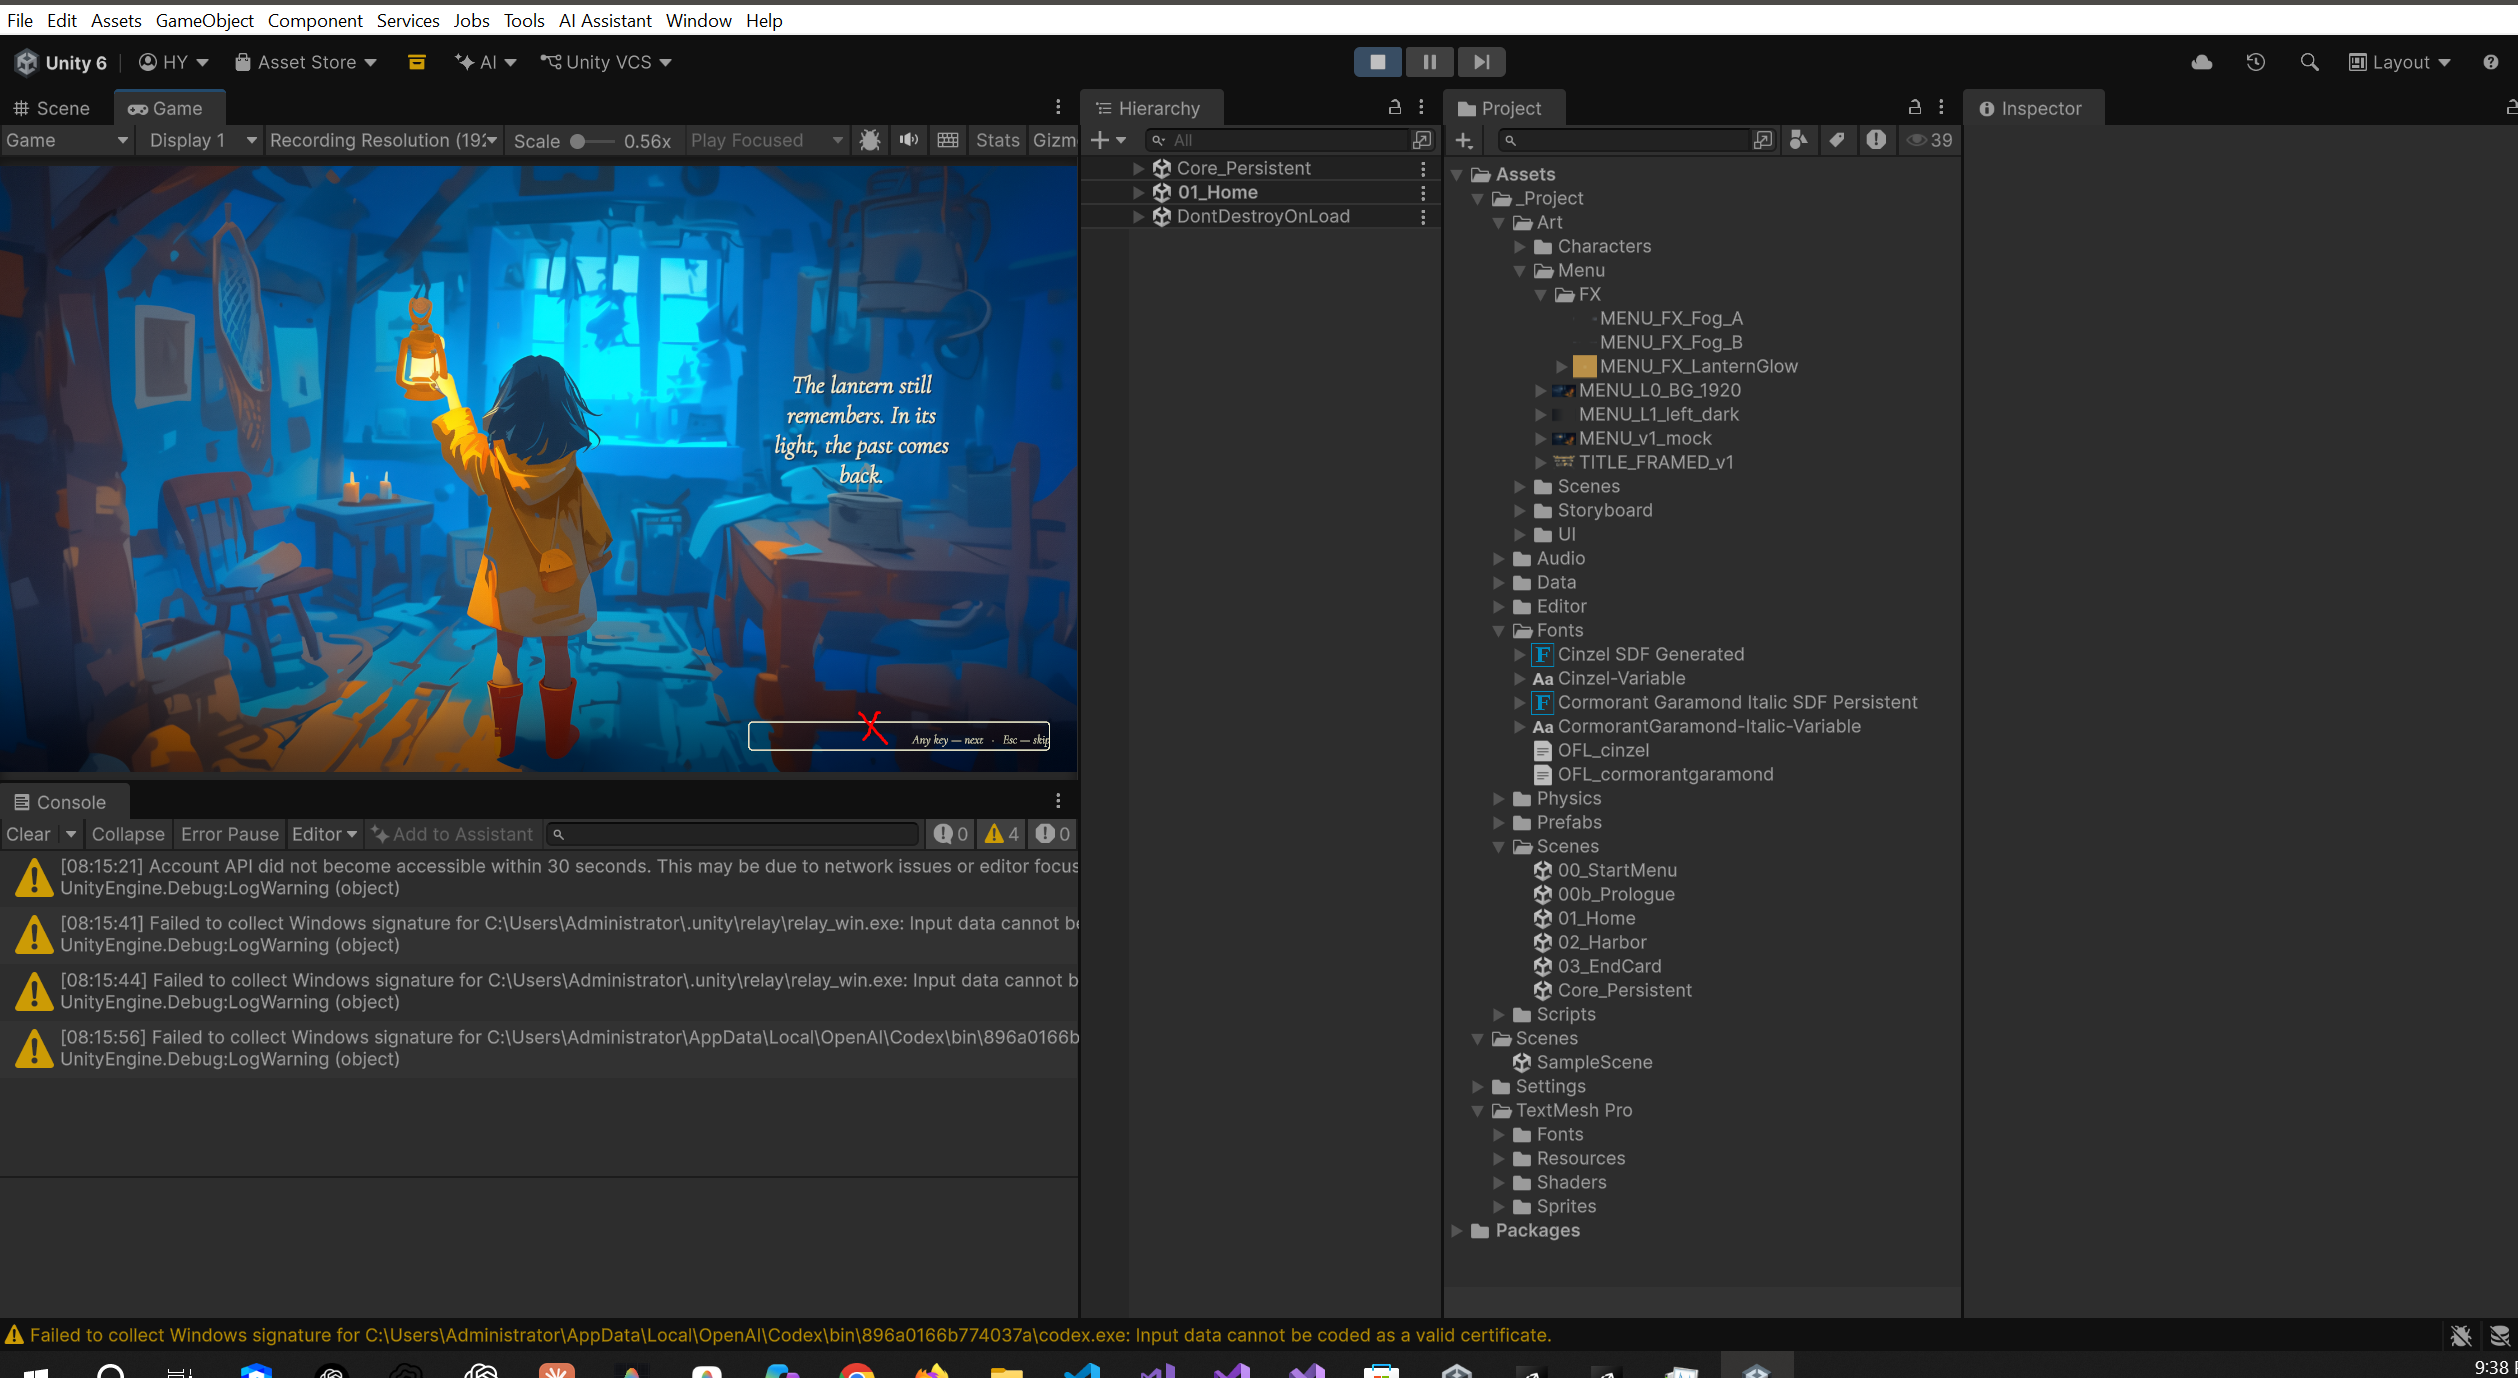 File Edit Assets GameObject Component Services Jobs Tools AI Assistant Window Help
Unity 6 HY Asset Store AI Unity VCS Layout
Scene Game
Game Display 1 Recording Resolution (19 Scale 0.56x Play Focused Stats Gizm
The lantern still
remembers. In its
light, the past comes
back.
X
Any key — next · Esc — skip
Console
Clear Collapse Error Pause Editor Add to Assistant 0 4 0
[08:15:21] Account API did not become accessible within 30 seconds. This may be due to network issues or editor focus
UnityEngine.Debug:LogWarning (object)
[08:15:41] Failed to collect Windows signature for C:\Users\Administrator\.unity\relay\relay_win.exe: Input data cannot be
UnityEngine.Debug:LogWarning (object)
[08:15:44] Failed to collect Windows signature for C:\Users\Administrator\.unity\relay\relay_win.exe: Input data cannot b
UnityEngine.Debug:LogWarning (object)
[08:15:56] Failed to collect Windows signature for C:\Users\Administrator\AppData\Local\OpenAI\Codex\bin\896a0166b
UnityEngine.Debug:LogWarning (object)
Hierarchy
All
Core_Persistent
01_Home
DontDestroyOnLoad
Project
39
Assets
_Project
Art
Characters
Menu
FX
MENU_FX_Fog_A
MENU_FX_Fog_B
MENU_FX_LanternGlow
MENU_L0_BG_1920
MENU_L1_left_dark
MENU_v1_mock
TITLE_FRAMED_v1
Scenes
Storyboard
UI
Audio
Data
Editor
Fonts
Cinzel SDF Generated
Aa Cinzel-Variable
Cormorant Garamond Italic SDF Persistent
Aa CormorantGaramond-Italic-Variable
OFL_cinzel
OFL_cormorantgaramond
Physics
Prefabs
Scenes
00_StartMenu
00b_Prologue
01_Home
02_Harbor
03_EndCard
Core_Persistent
Scripts
Scenes
SampleScene
Settings
TextMesh Pro
Fonts
Resources
Shaders
Sprites
Packages
Inspector
Failed to collect Windows signature for C:\Users\Administrator\AppData\Local\OpenAI\Codex\bin\896a0166b774037a\codex.exe: Input data cannot be coded as a valid certificate.
9:38